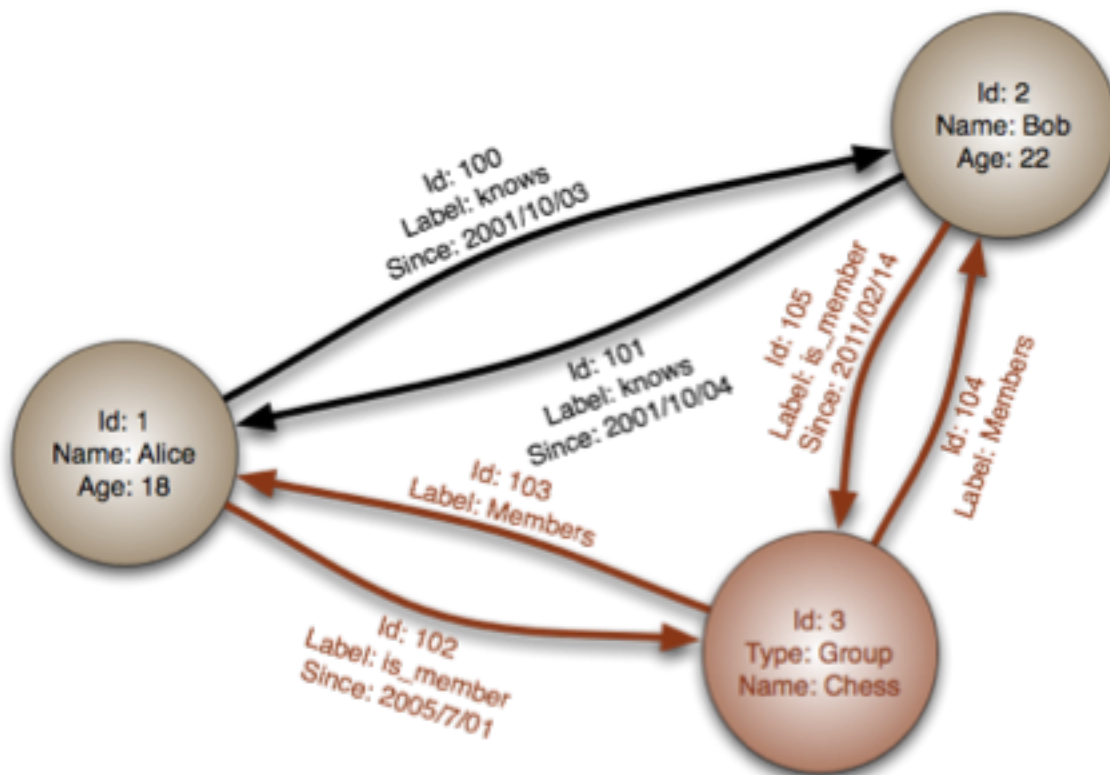 Id: 2
Name: Bob
Age: 22
Id: 100
Label: knows
Since: 2001/10/03
Id: 101
Label: knows
Since: 2001/10/04
Id: 105
Label: is_member
Since: 2011/02/14
Id: 104
Label: Members
Id: 1
Name: Alice
Age: 18
Id: 103
Label: Members
Id: 102
Label: is_member
Since: 2005/7/01
Id: 3
Type: Group
Name: Chess